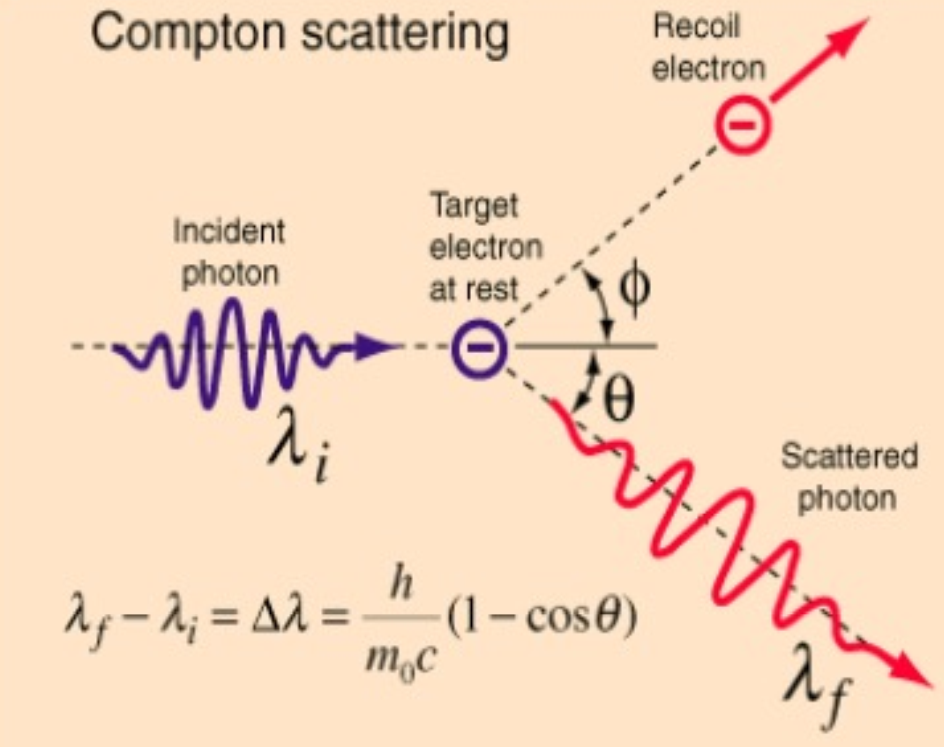 Compton scattering
Recoil
electron
Target
electron
at rest
Incident
photon
ϕ
θ
λi
Scattered
photon
λf − λi = Δλ = h/m₀c (1 − cosθ)
λf